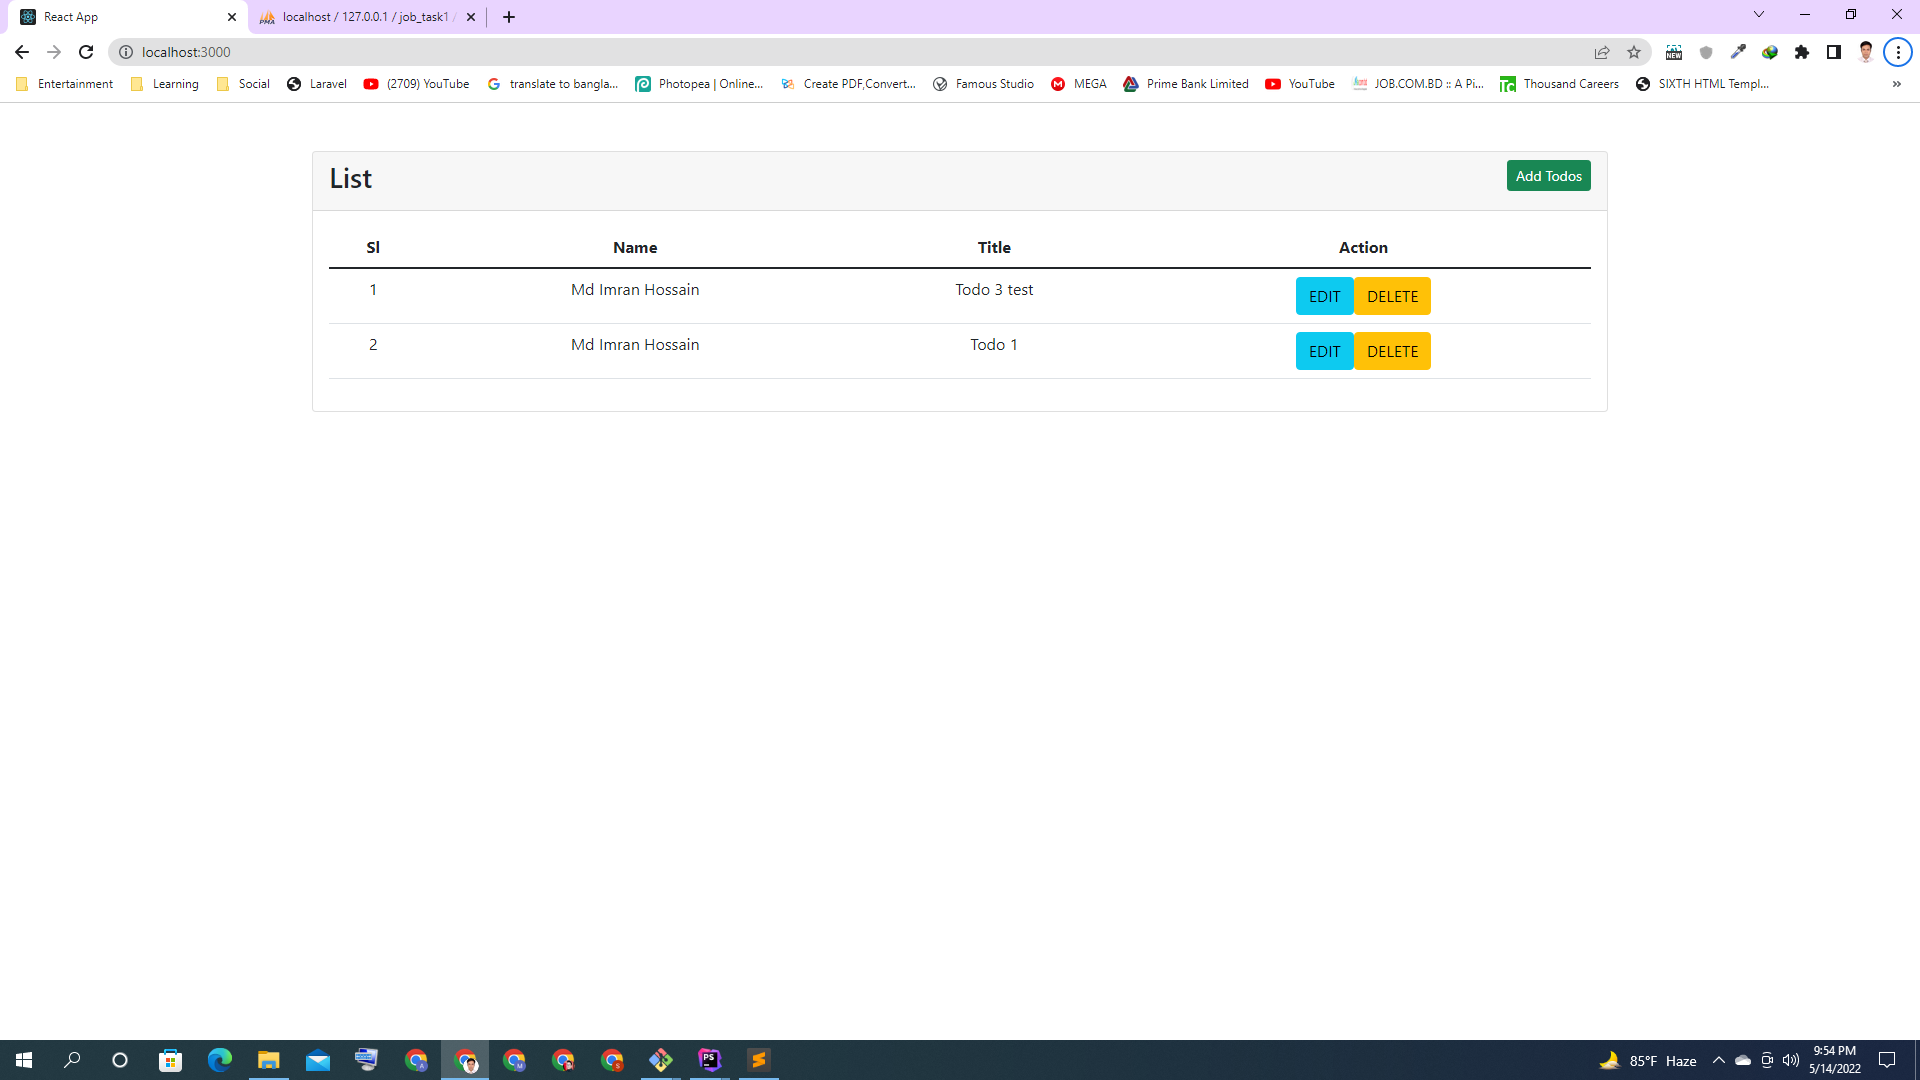 React App
localhost / 127.0.0.1 / job_task1 /
localhost:3000
Entertainment Learning Social Laravel (2709) YouTube translate to bangla... Photopea | Online... Create PDF,Convert... Famous Studio MEGA Prime Bank Limited YouTube JOB.COM.BD :: A Pi... Thousand Careers SIXTH HTML Templ... »
List
Add Todos
Sl Name Title Action
1 Md Imran Hossain Todo 3 test EDIT DELETE
2 Md Imran Hossain Todo 1 EDIT DELETE
85°F Haze
9:54 PM
5/14/2022